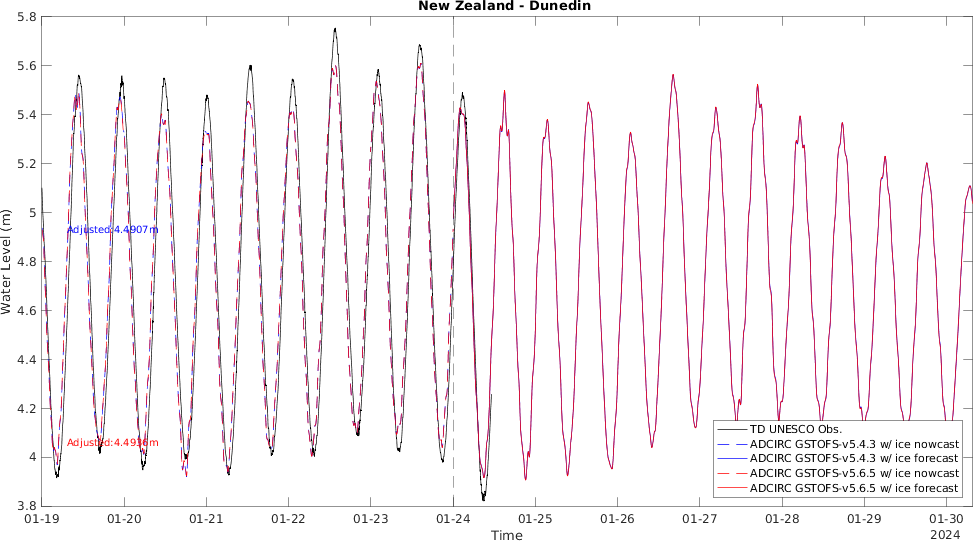 New Zealand - Dunedin
Water Level (m)
5.8
5.6
5.4
5.2
5
4.8
4.6
4.4
4.2
4
3.8
Adjusted:4.4907m
Adjusted:4.4936m
TD UNESCO Obs.
ADCIRC GSTOFS-v5.4.3 w/ ice nowcast
ADCIRC GSTOFS-v5.4.3 w/ ice forecast
ADCIRC GSTOFS-v5.6.5 w/ ice nowcast
ADCIRC GSTOFS-v5.6.5 w/ ice forecast
01-19 01-20 01-21 01-22 01-23 01-24 01-25 01-26 01-27 01-28 01-29 01-30
Time
2024